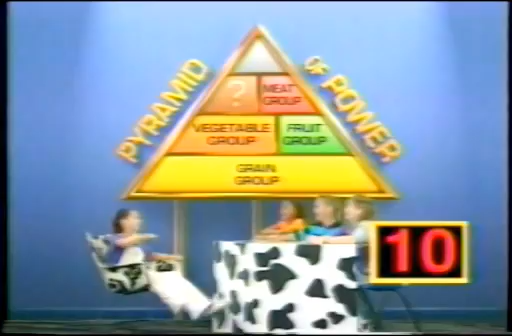 PYRAMID OF POWER
?
MEAT
GROUP
VEGETABLE
GROUP
FRUIT
GROUP
GRAIN
GROUP
10